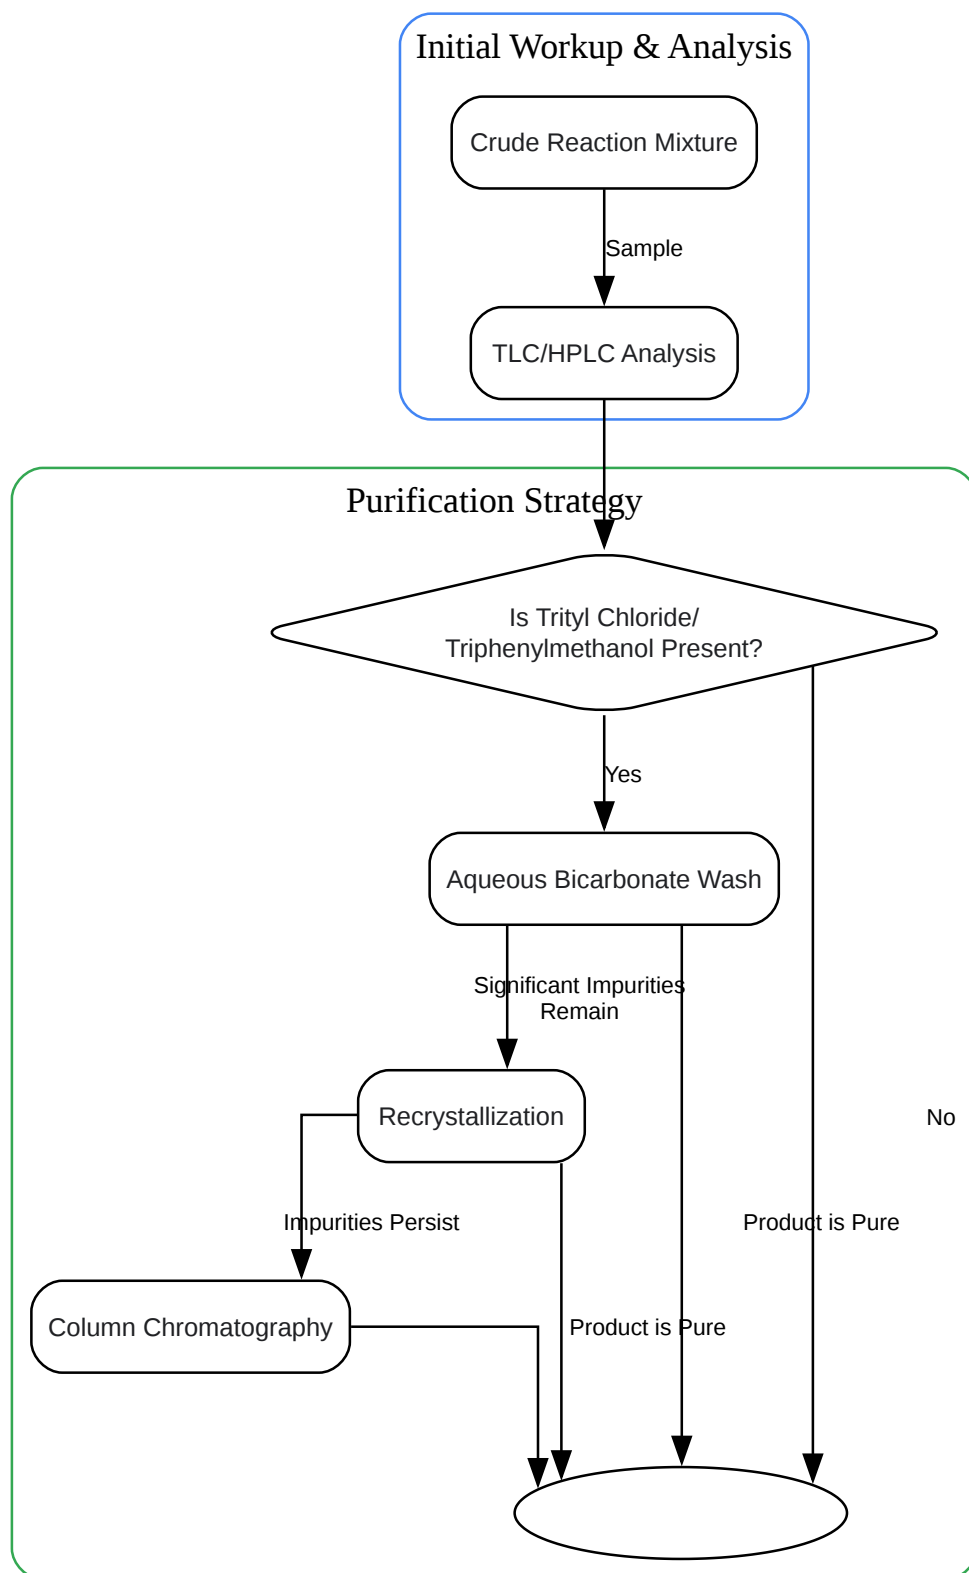 Initial Workup & Analysis
Crude Reaction Mixture
Sample
TLC/HPLC Analysis
Purification Strategy
Is Trityl Chloride/
Triphenylmethanol Present?
Yes
Aqueous Bicarbonate Wash
Significant Impurities
Remain
Recrystallization
No
Impurities Persist
Product is Pure
Column Chromatography
Product is Pure